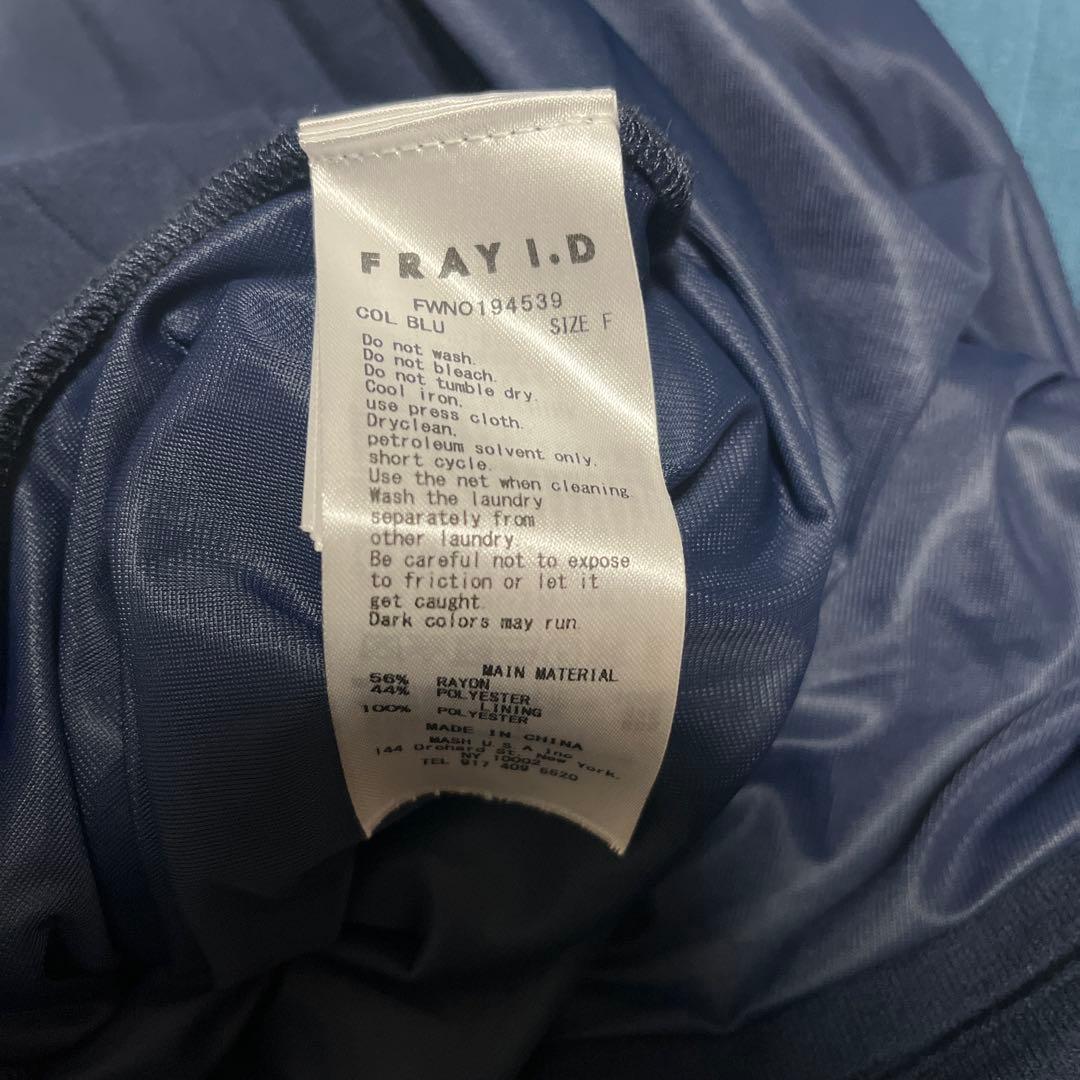 FRAY I.D
FWNO194539
COL BLU SIZE F
Do not wash.
Do not bleach.
Do not tumble dry.
Cool iron.
use press cloth.
Dryclean.
petroleum solvent only.
short cycle.
Use the net when cleaning.
Wash the laundry
separately from
other laundry.
Be careful not to expose
to friction or let it
get caught.
Dark colors may run.
MAIN MATERIAL
56% RAYON
44% POLYESTER
LINING
100% POLYESTER
MADE IN CHINA
MASH U.S.A Inc
144 Orchard St. New York.
NY 10002
TEL 917 409 5520